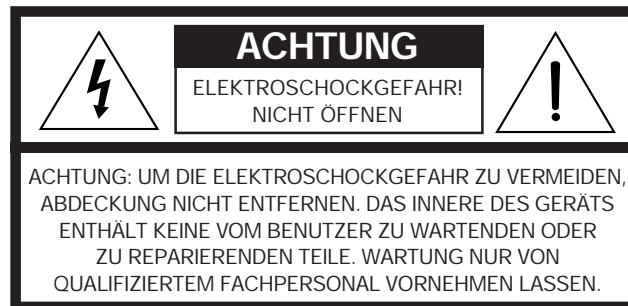 ACHTUNG
ELEKTROSCHOCKGEFAHR!
NICHT ÖFFNEN
ACHTUNG: UM DIE ELEKTROSCHOCKGEFAHR ZU VERMEIDEN,
ABDECKUNG NICHT ENTFERNEN. DAS INNERE DES GERÄTS
ENTHÄLT KEINE VOM BENUTZER ZU WARTENDEN ODER
ZU REPARIERENDEN TEILE. WARTUNG NUR VON
QUALIFIZIERTEM FACHPERSONAL VORNEHMEN LASSEN.